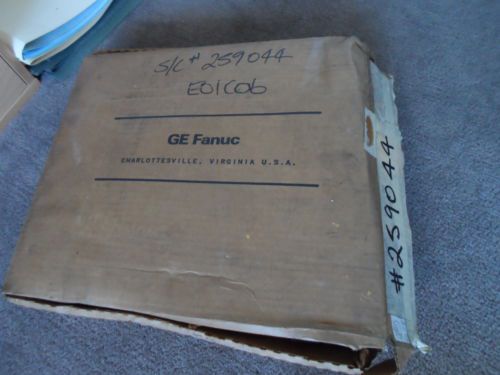 S/C # 259044
E01C06
GE Fanuc
CHARLOTTESVILLE, VIRGINIA U.S.A.
#259044